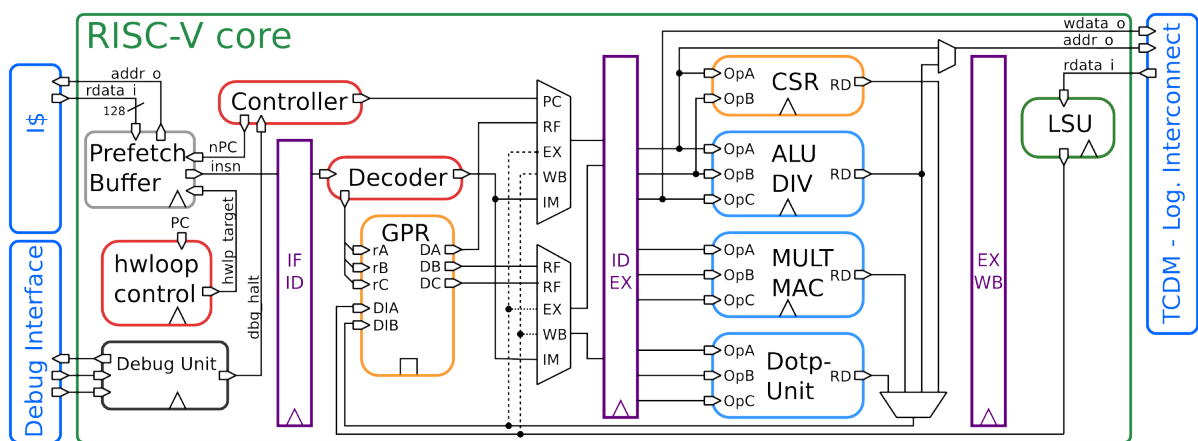 RISC-V core
I$
addr_o
rdata_i
128
Prefetch
Buffer
nPC
insn
Controller
PC
hwloop
control
hwlp_target
dbg_halt
Debug Interface
Debug Unit
IF
ID
Decoder
GPR
rA
rB
rC
DIA
DIB
DA
DB
DC
PC
RF
EX
WB
IM
RF
RF
EX
WB
IM
ID
EX
OpA
OpB
CSR
RD
OpA
OpB
OpC
ALU
DIV
RD
OpA
OpB
OpC
MULT
MAC
RD
OpA
OpB
OpC
Dotp-
Unit
RD
EX
WB
LSU
wdata_o
addr_o
rdata_i
TCDM - Log. Interconnect